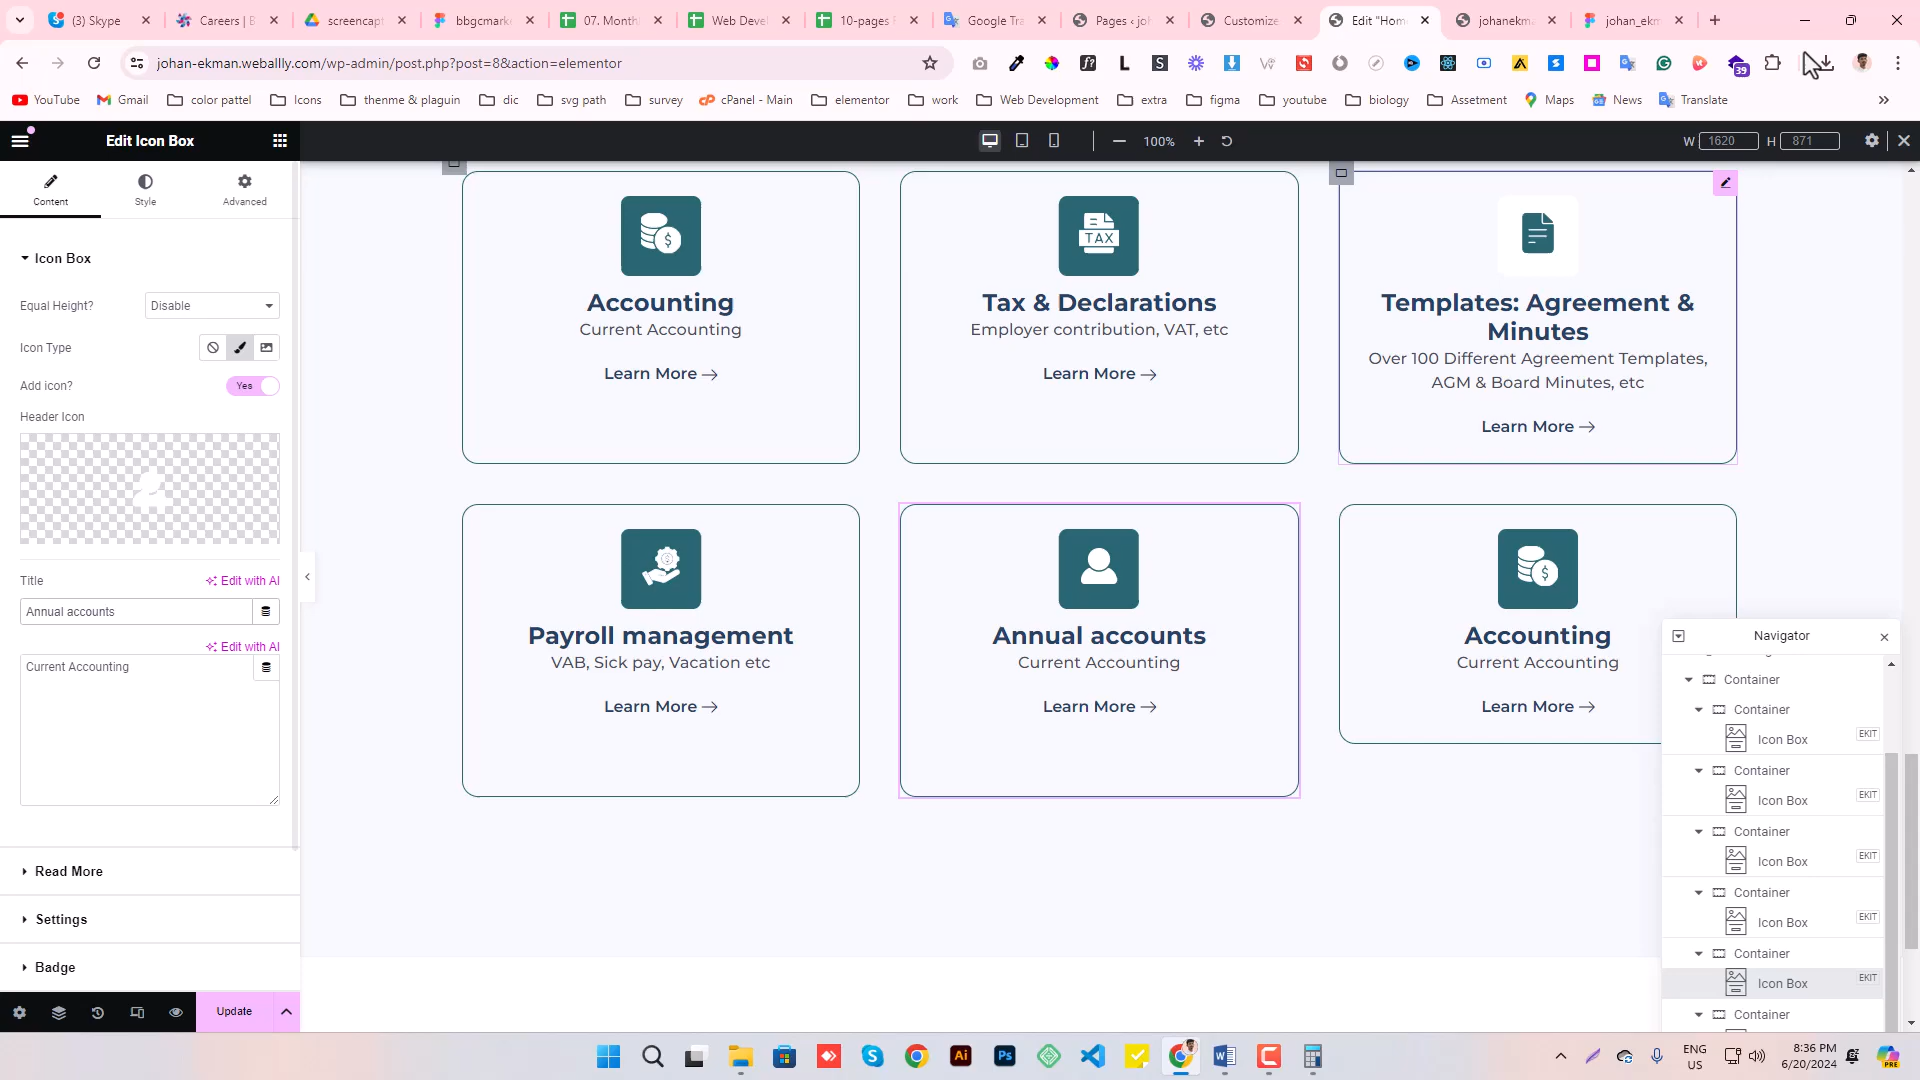 (3) Skype
Careers | B
screencap
bbgcmark
07. Month
Web Devel
10-pages F
Google Tra
Pages ‹ joh
Customize
Edit "Hom
johanekm
johan_ekm
johan-ekman.weballly.com/wp-admin/post.php?post=8&action=elementor
39
YouTube
Gmail
color pattel
Icons
thenme & plaguin
dic
svg path
survey
cPanel - Main
elementor
work
Web Development
extra
figma
youtube
biology
Assetment
Maps
News
Translate
Edit Icon Box
100%
W 1620 H 871
Content
Style
Advanced
Icon Box
Equal Height?
Disable
Icon Type
Add icon?
Yes
Header Icon
Title
Edit with AI
Annual accounts
Edit with AI
Current Accounting
Read More
Settings
Badge
Update
Accounting
Current Accounting
Learn More
TAX
Tax & Declarations
Employer contribution, VAT, etc
Learn More
Templates: Agreement &
Minutes
Over 100 Different Agreement Templates,
AGM & Board Minutes, etc
Learn More
Payroll management
VAB, Sick pay, Vacation etc
Learn More
Annual accounts
Current Accounting
Learn More
Accounting
Current Accounting
Learn More
Navigator
Container
Container
Icon Box
EKIT
Container
Icon Box
EKIT
Container
Icon Box
EKIT
Container
Icon Box
EKIT
Container
Icon Box
EKIT
Container
ENG
US
8:36 PM
6/20/2024